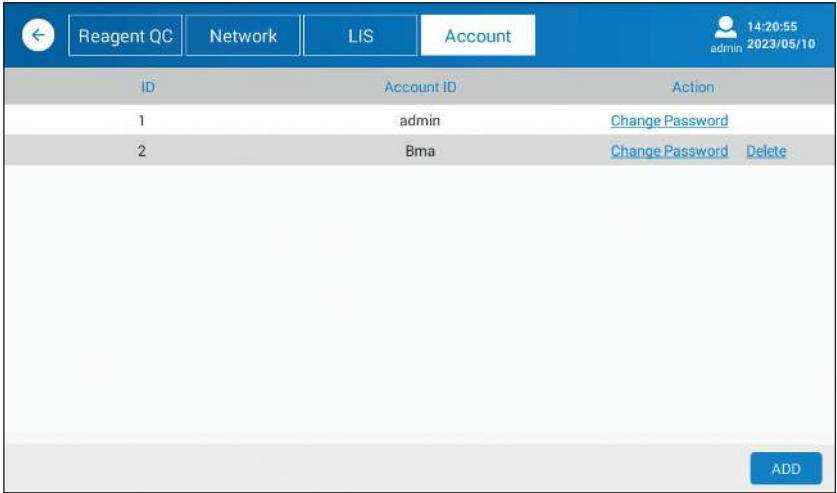 Reagent QC Network LIS Account 14:20:55
admin 2023/05/10
ID Account ID Action
1 admin Change Password
2 Bma Change Password Delete
ADD